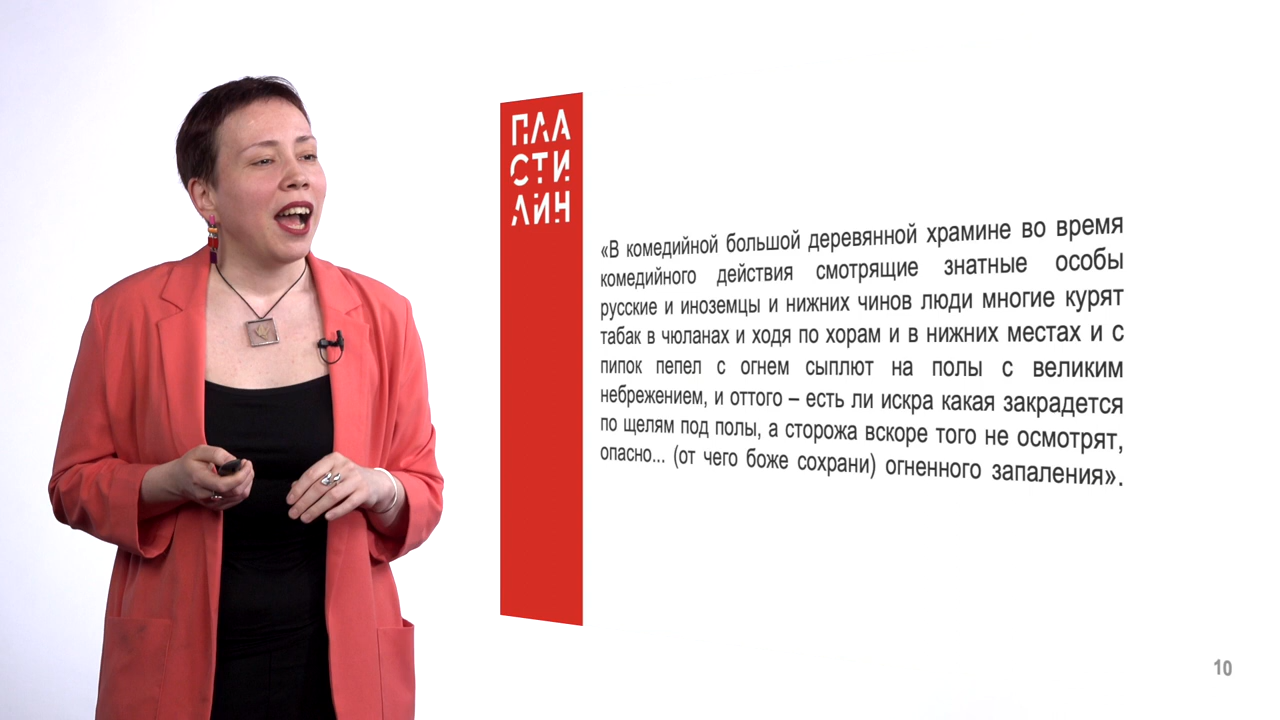 ПЛА
СТИ
ЛИН
«В комедийной большой деревянной храмине во время
комедийного действия смотрящие знатные особы
русские и иноземцы и нижних чинов люди многие курят
табак в чюланах и ходя по хорам и в нижних местах и с
пипок пепел с огнем сыплют на полы с великим
небрежением, и оттого – есть ли искра какая закрадется
по щелям под полы, а сторожа вскоре того не осмотрят,
опасно... (от чего боже сохрани) огненного запаления».
10